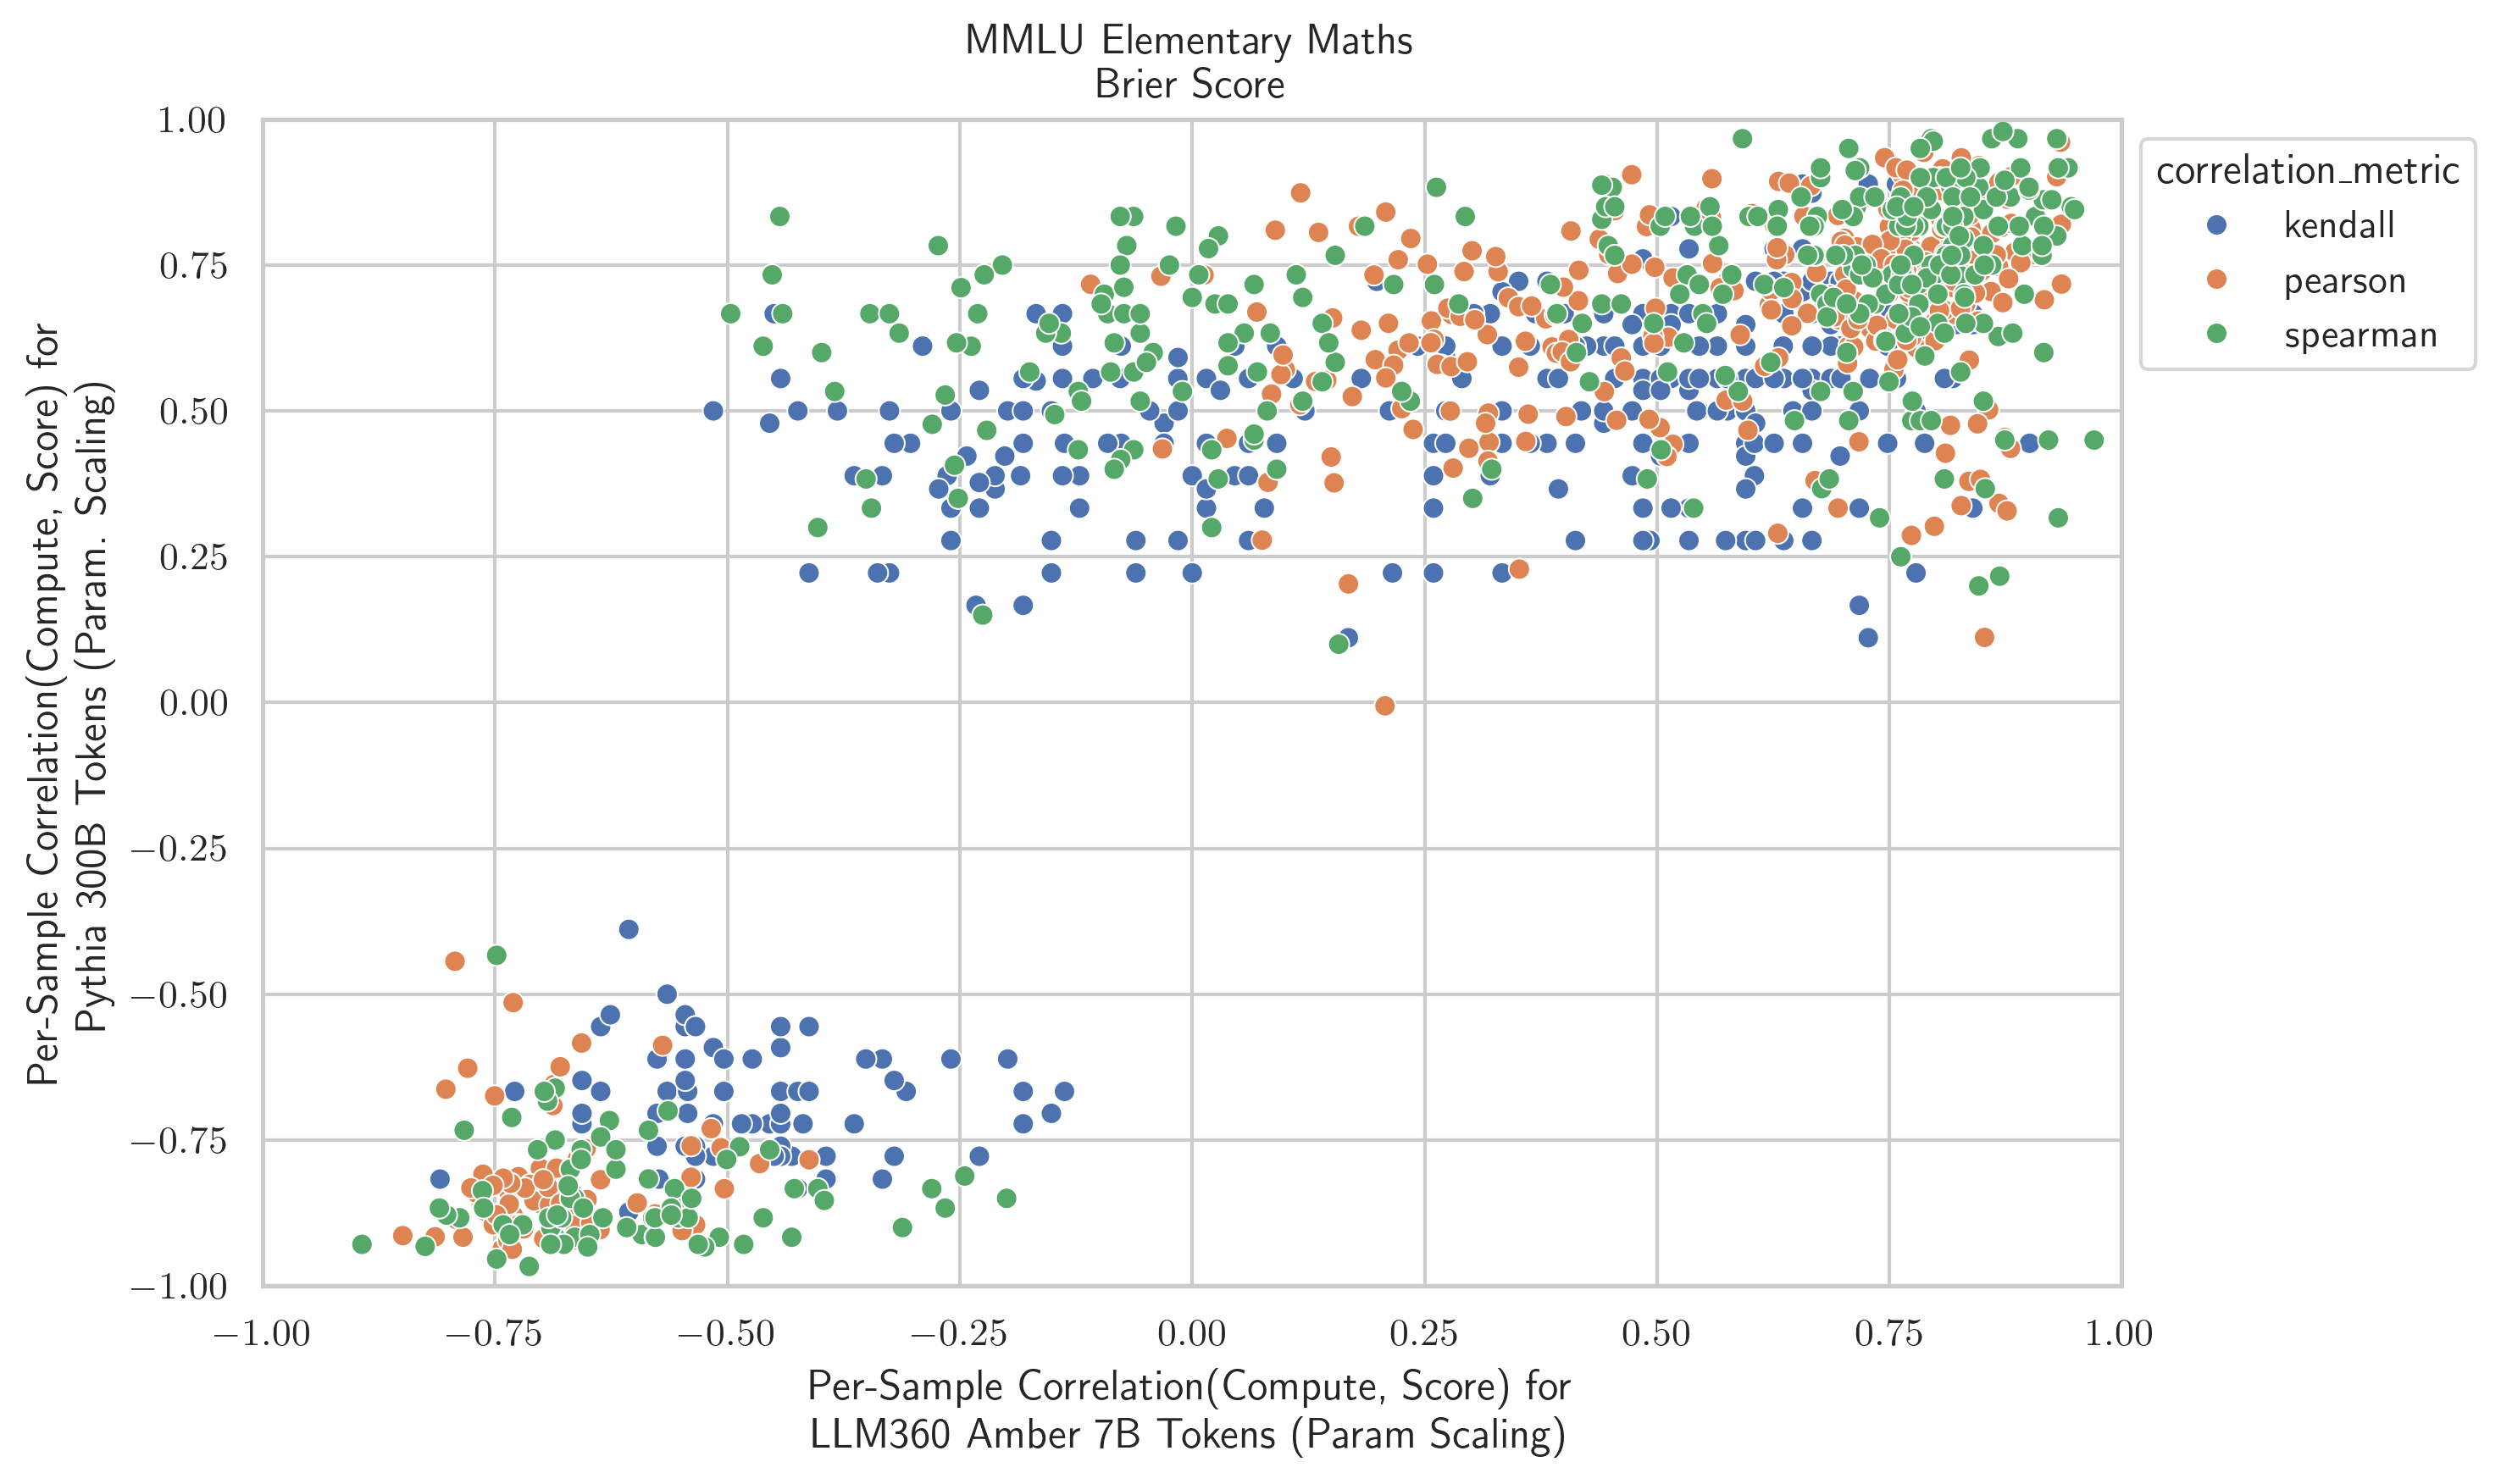 MMLU Elementary Maths
Brier Score
Per-Sample Correlation(Compute, Score) for
Pythia 300B Tokens (Param. Scaling)
1.00
0.75
0.50
0.25
0.00
−0.25
−0.50
−0.75
−1.00
−1.00 −0.75 −0.50 −0.25 0.00 0.25 0.50 0.75 1.00
Per-Sample Correlation(Compute, Score) for
LLM360 Amber 7B Tokens (Param Scaling)
correlation_metric
kendall
pearson
spearman